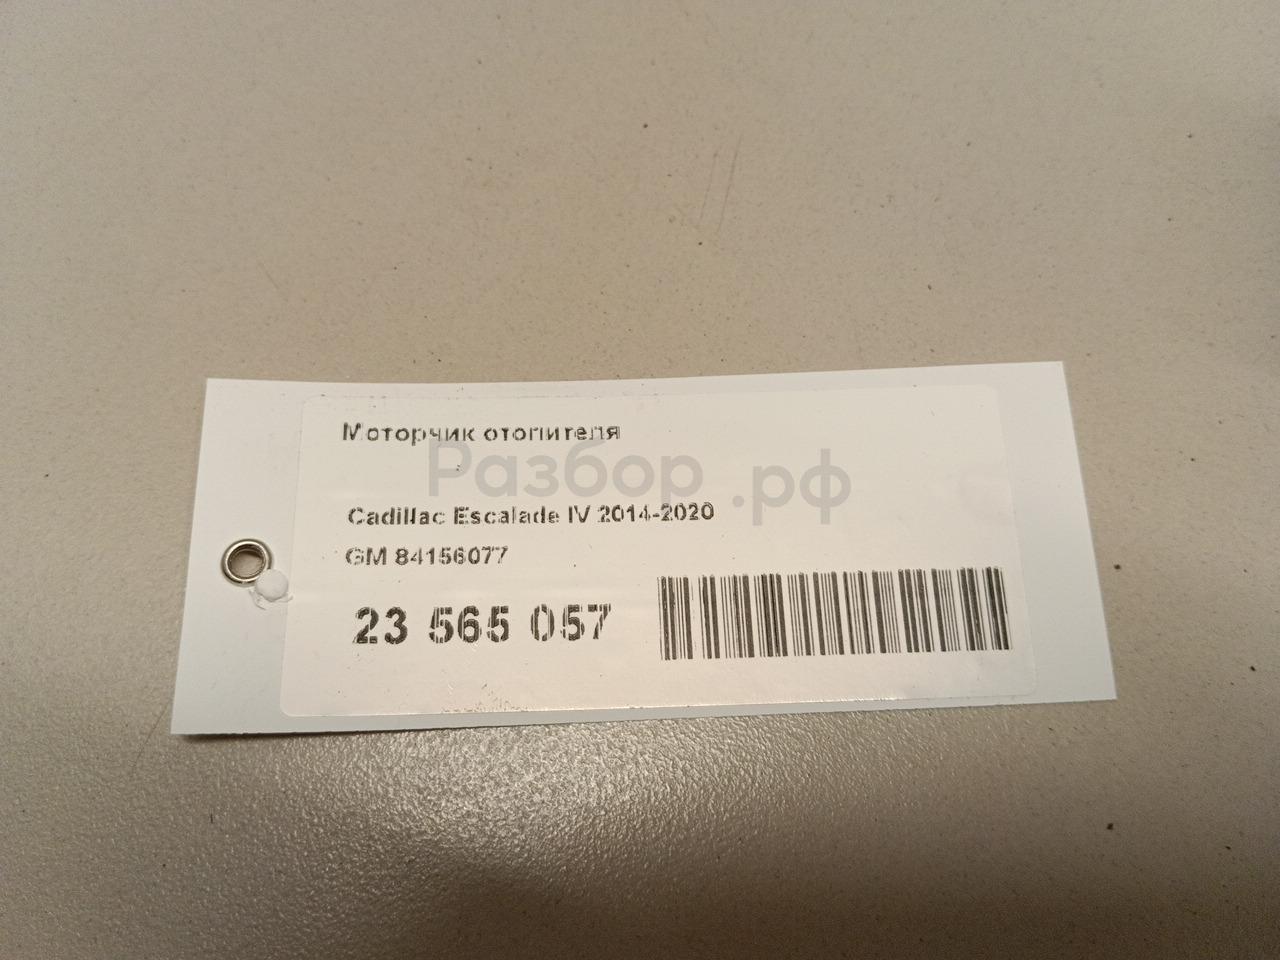 Моторчик отопителя
Разбор.рф
Cadillac Escalade IV 2014-2020
GM 84156077
23 565 057